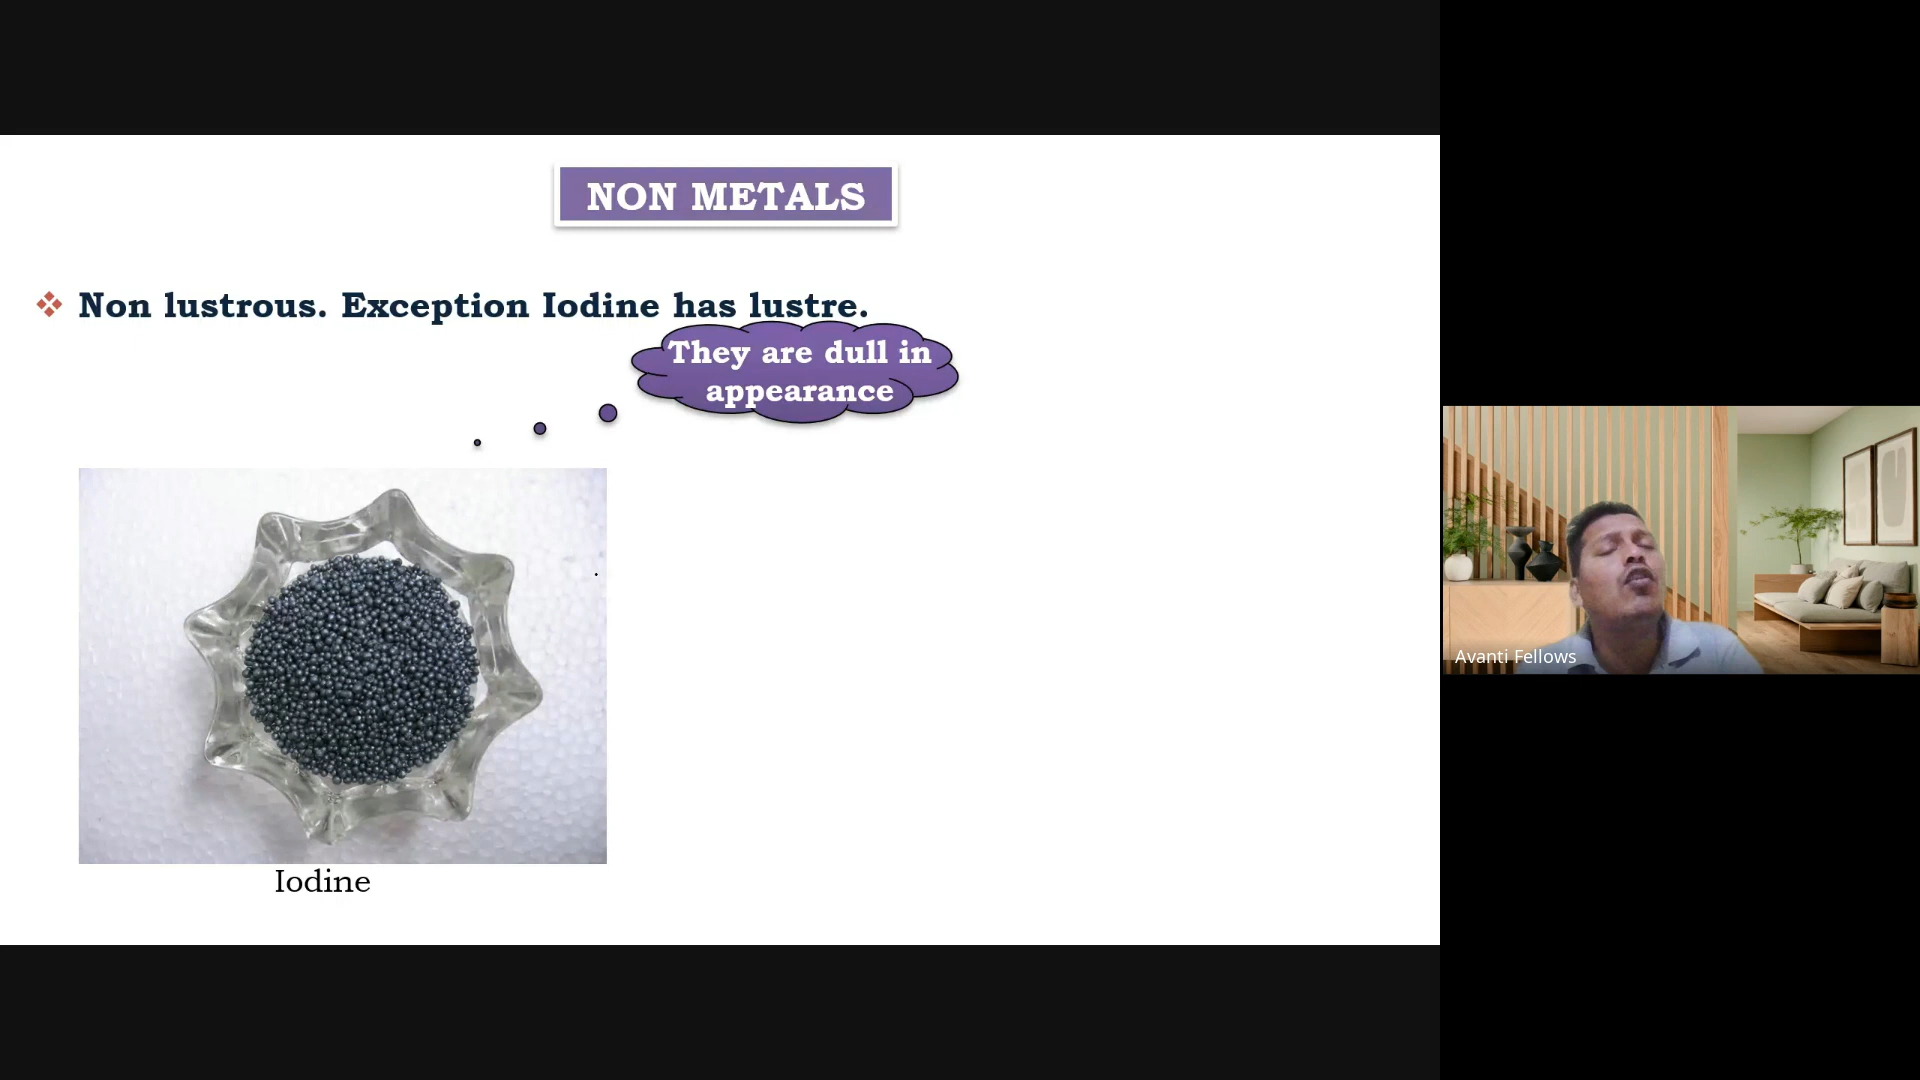 NON METALS
Non lustrous. Exception Iodine has lustre.
They are dull in
appearance
Iodine
Avanti Fellows